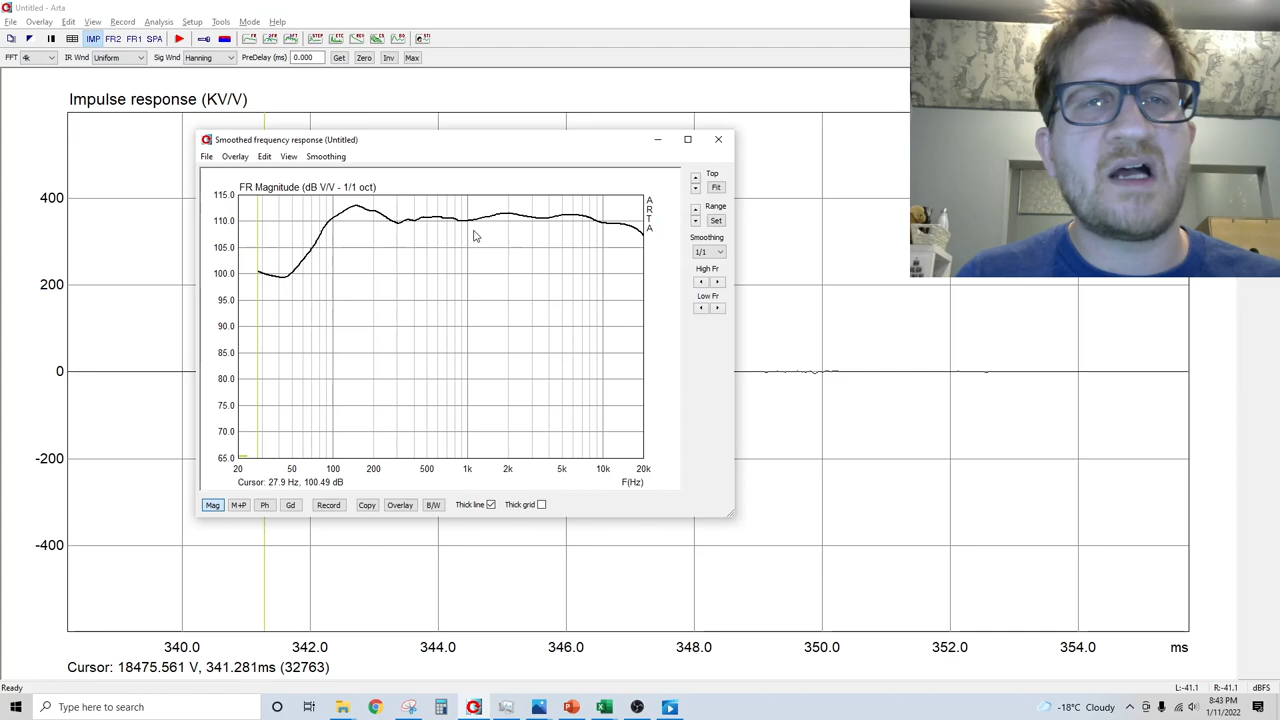 Untitled - Arta
File Overlay Edit View Record Analysis Setup Tools Mode Help
IMP FR2 FR1 SPA
FFT 4k IR Wnd Uniform Sig Wnd Hanning PreDelay (ms) 0.000 Get Zero Inv Max
Impulse response (KV/V)
400
200
0
-200
-400
340.0 342.0 344.0 346.0 348.0 350.0 352.0 354.0 ms
Cursor: 18475.561 V, 341.281ms (32763)
Smoothed frequency response (Untitled)
File Overlay Edit View Smoothing
FR Magnitude (dB V/V - 1/1 oct)
115.0
110.0
105.0
100.0
95.0
90.0
85.0
80.0
75.0
70.0
65.0
A
R
T
A
20 50 100 200 500 1k 2k 5k 10k 20k
Cursor: 27.9 Hz, 100.49 dB F(Hz)
Top
Fit
Range
Set
Smoothing
1/1
High Fr
Low Fr
Mag M+P Ph Gd Record Copy Overlay B/W Thick line Thick grid
Ready L:-41.1 R:-41.1 dBFS
Type here to search
-18°C Cloudy
8:43 PM
1/11/2022